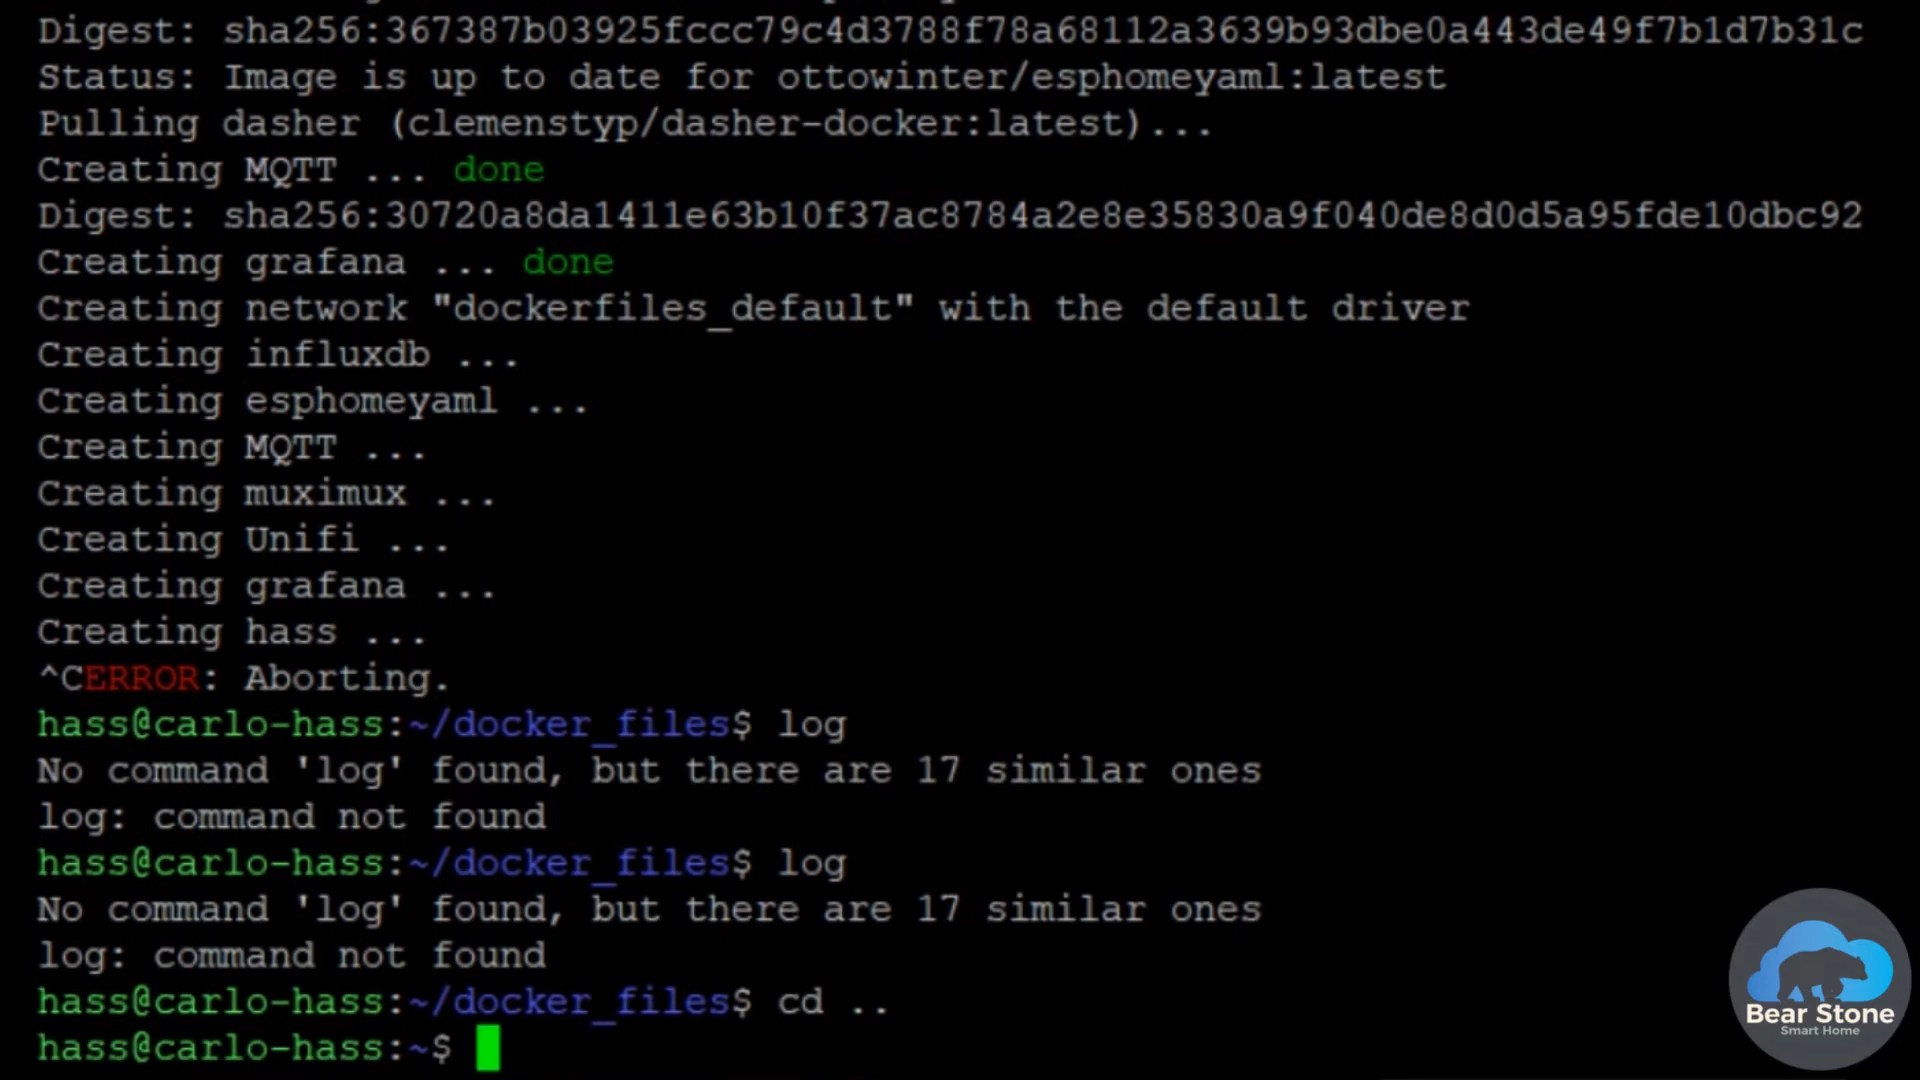 Digest: sha256:367387b03925fccc79c4d3788f78a68112a3639b93dbe0a443de49f7b1d7b31c
Status: Image is up to date for ottowinter/esphomeyaml:latest
Pulling dasher (clemenstyp/dasher-docker:latest)...
Creating MQTT ... done
Digest: sha256:30720a8da1411e63b10f37ac8784a2e8e35830a9f040de8d0d5a95fde10dbc92
Creating grafana ... done
Creating network "dockerfiles_default" with the default driver
Creating influxdb ...
Creating esphomeyaml ...
Creating MQTT ...
Creating muximux ...
Creating Unifi ...
Creating grafana ...
Creating hass ...
^CERROR: Aborting.
hass@carlo-hass:~/docker_files$ log
No command 'log' found, but there are 17 similar ones
log: command not found
hass@carlo-hass:~/docker_files$ log
No command 'log' found, but there are 17 similar ones
log: command not found
hass@carlo-hass:~/docker_files$ cd ..
hass@carlo-hass:~$
Bear Stone
Smart Home